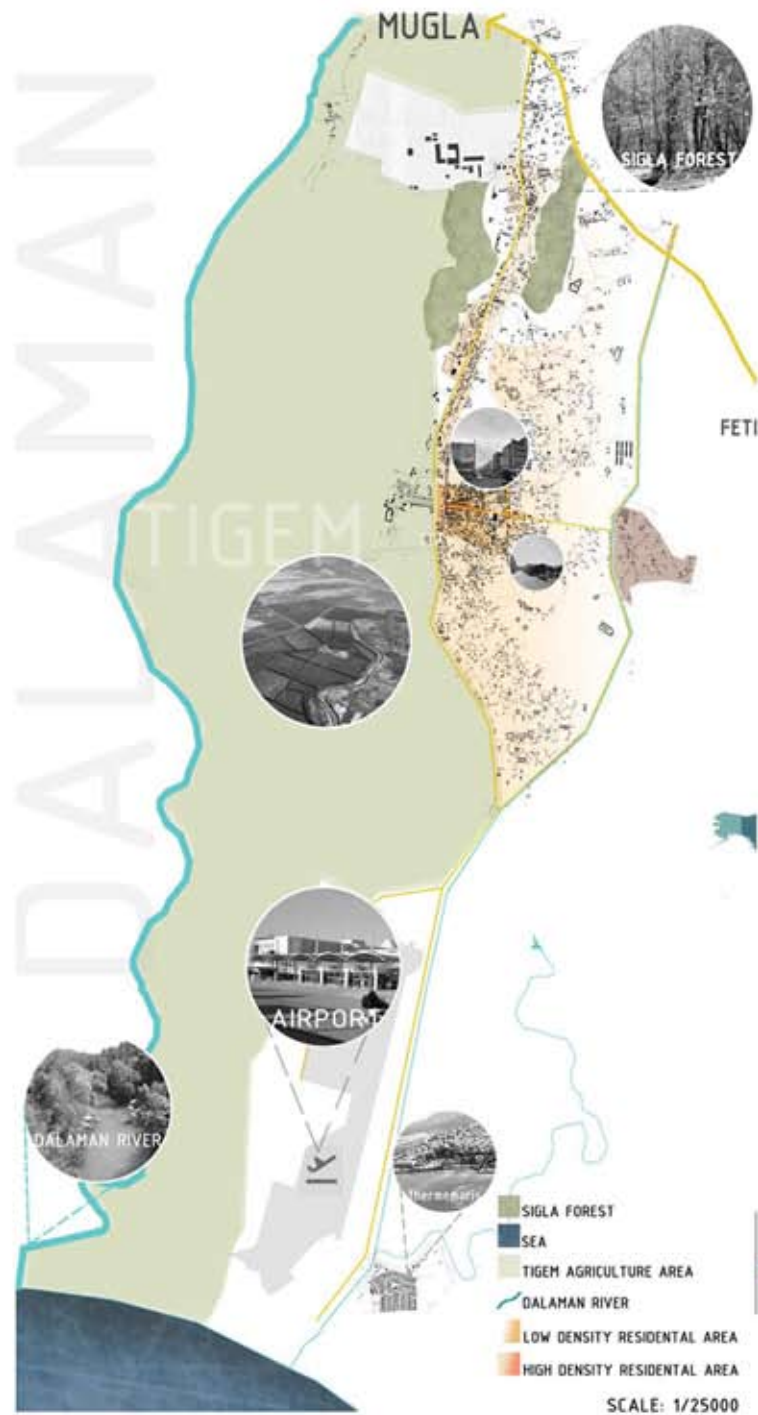 MUGLA
SIGLA FOREST
DALAMAN
FETI
TIGEM
AIRPORT
DALAMAN RIVER
thermemaris
SIGLA FOREST
SEA
TIGEM AGRICULTURE AREA
DALAMAN RIVER
LOW DENSITY RESIDENTAL AREA
HIGH DENSITY RESIDENTAL AREA
SCALE: 1/25000